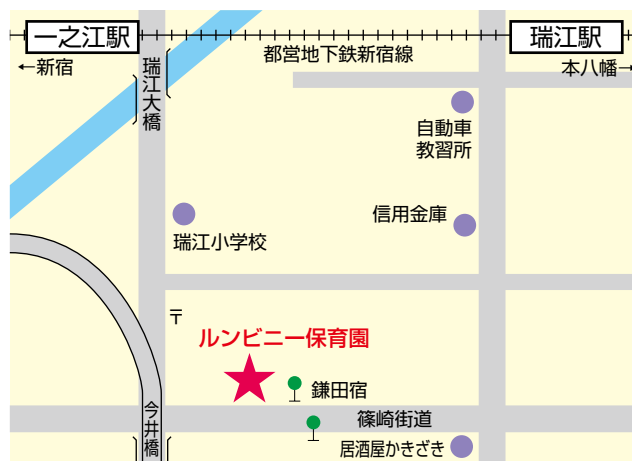 一之江駅
瑞江駅
都営地下鉄新宿線
←新宿
本八幡→
瑞江大橋
自動車
教習所
信用金庫
瑞江小学校
〒
ルンビニー保育園
鎌田宿
篠崎街道
今井橋
居酒屋かきざき